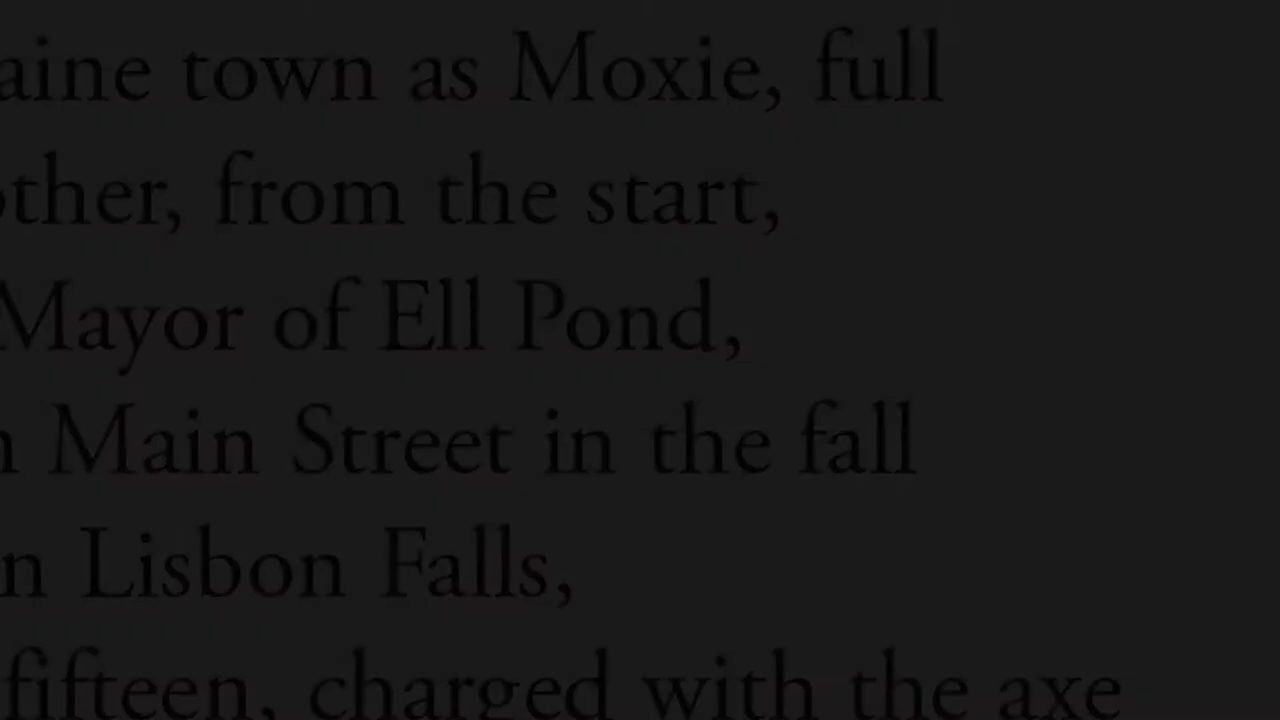 aine town as Moxie, full
other, from the start,
Mayor of Ell Pond,
n Main Street in the fall
n Lisbon Falls,
fifteen, charged with the axe